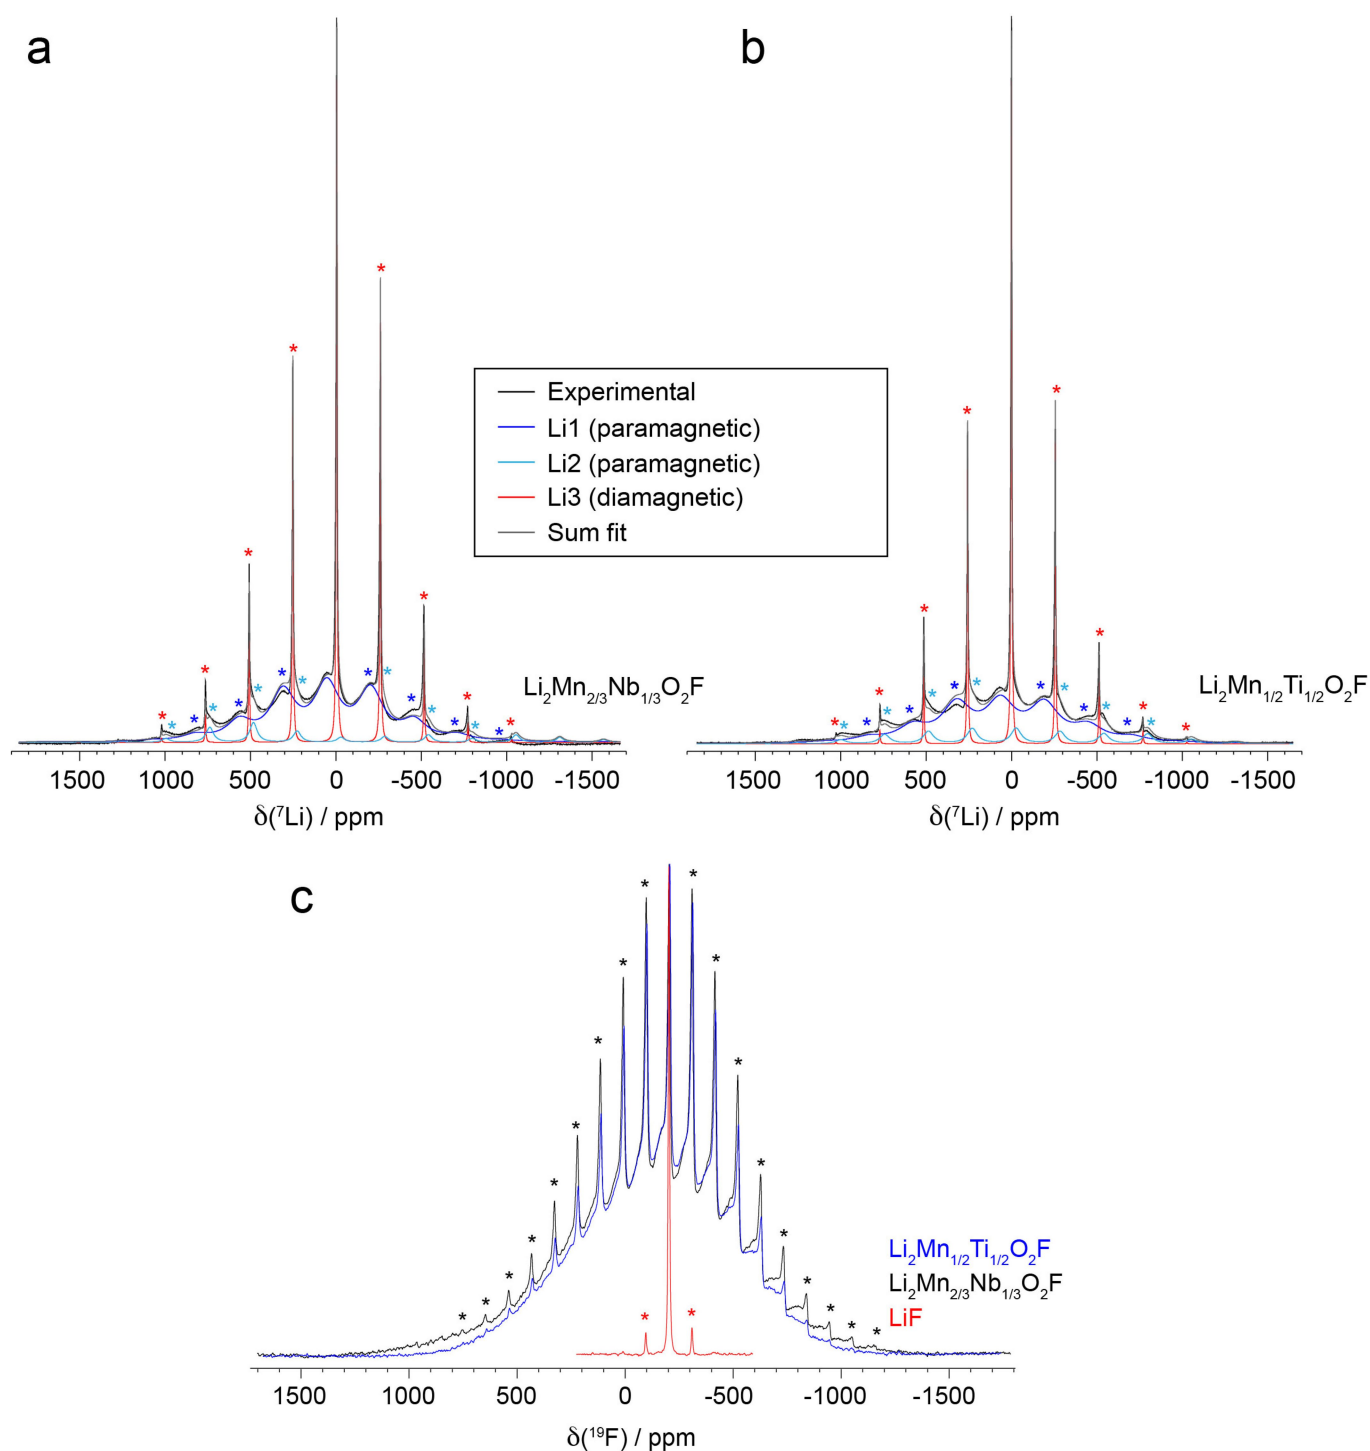 a
b
Experimental
Li1 (paramagnetic)
Li2 (paramagnetic)
Li3 (diamagnetic)
Sum fit
Li₂Mn₂/₃Nb₁/₃O₂F
Li₂Mn₁/₂Ti₁/₂O₂F
1500 1000 500 0 -500 -1000 -1500
1500 1000 500 0 -500 -1000 -1500
δ(⁷Li) / ppm
δ(⁷Li) / ppm
c
Li₂Mn₁/₂Ti₁/₂O₂F
Li₂Mn₂/₃Nb₁/₃O₂F
LiF
1500 1000 500 0 -500 -1000 -1500
δ(¹⁹F) / ppm